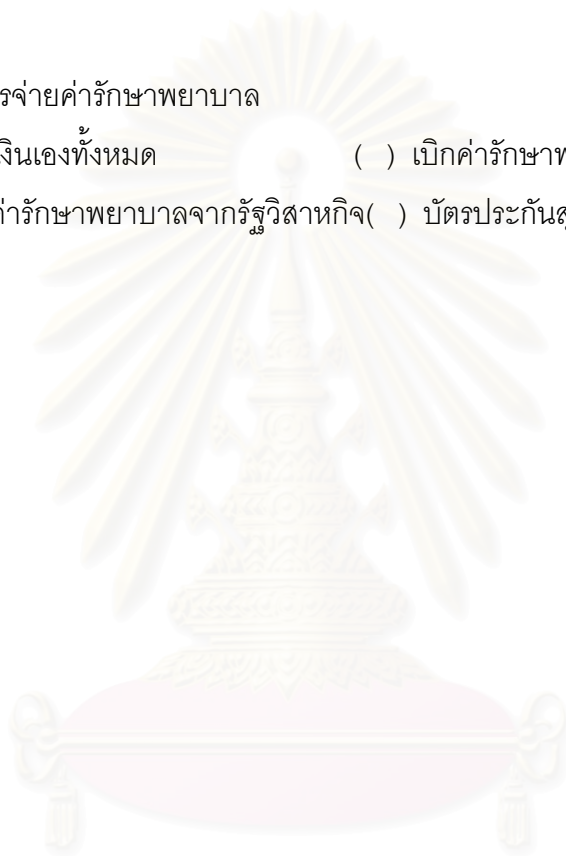 รจ่ายค่ารักษาพยาบาล
งินเองทั้งหมด ( ) เบิกค่ารักษาพ
ค่ารักษาพยาบาลจากรัฐวิสาหกิจ( ) บัตรประกันสุ